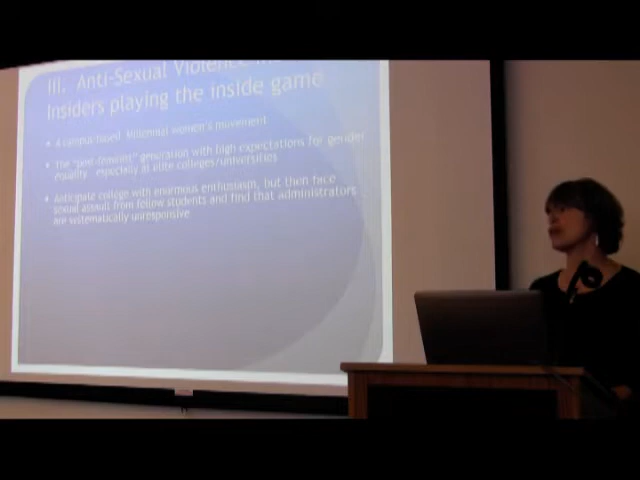 III. Anti-Sexual Violence
Insiders playing the inside game
A campus-based Millennial women's movement
The "post-feminist" generation with high expectations for gender
equality especially at elite colleges/universities
Anticipate college with enormous enthusiasm, but then face
sexual assault from fellow students and find that administrators
are systematically unresponsive